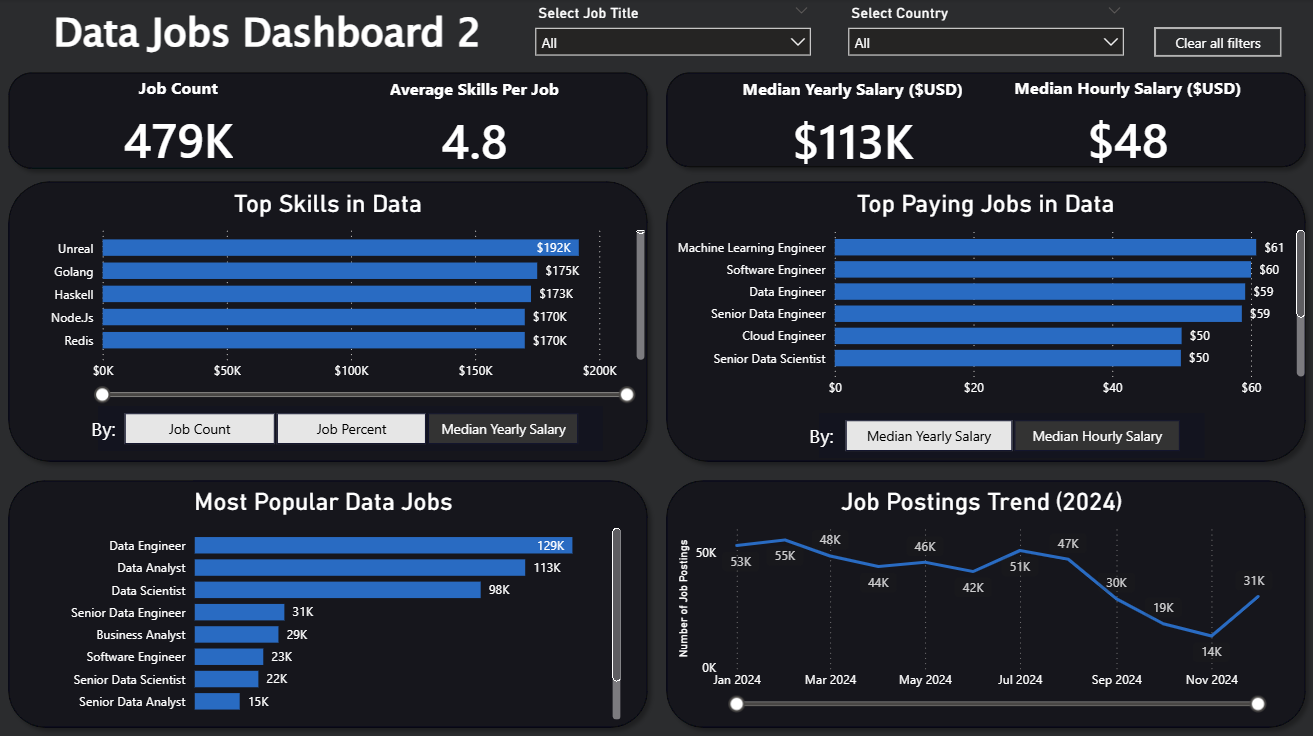 Data Jobs Dashboard 2
Select Job Title
All
Select Country
All
Clear all filters
Job Count
479K
Average Skills Per Job
4.8
Median Yearly Salary ($USD)
$113K
Median Hourly Salary ($USD)
$48
Top Skills in Data
Unreal $192K
Golang $175K
Haskell $173K
Node.Js $170K
Redis $170K
$0K $50K $100K $150K $200K
By: Job Count Job Percent Median Yearly Salary
Top Paying Jobs in Data
Machine Learning Engineer $61
Software Engineer $60
Data Engineer $59
Senior Data Engineer $59
Cloud Engineer $50
Senior Data Scientist $50
$0 $20 $40 $60
By: Median Yearly Salary Median Hourly Salary
Most Popular Data Jobs
Data Engineer 129K
Data Analyst 113K
Data Scientist 98K
Senior Data Engineer 31K
Business Analyst 29K
Software Engineer 23K
Senior Data Scientist 22K
Senior Data Analyst 15K
Job Postings Trend (2024)
Number of Job Postings
50K
0K
53K 55K 48K 44K 46K 42K 51K 47K 30K 19K 14K 31K
Jan 2024 Mar 2024 May 2024 Jul 2024 Sep 2024 Nov 2024